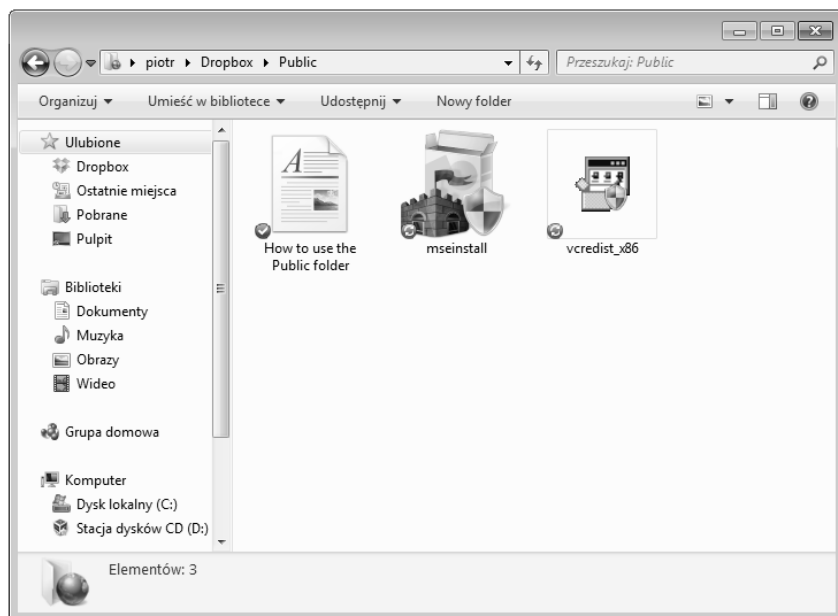 piotr ▸ Dropbox ▸ Public
Przeszukaj: Public
Organizuj
Umieść w bibliotece
Udostępnij
Nowy folder
Ulubione
Dropbox
Ostatnie miejsca
Pobrane
Pulpit
Biblioteki
Dokumenty
Muzyka
Obrazy
Wideo
Grupa domowa
Komputer
Dysk lokalny (C:)
Stacja dysków CD (D:)
How to use the
Public folder
mseinstall
vcredist_x86
Elementów: 3